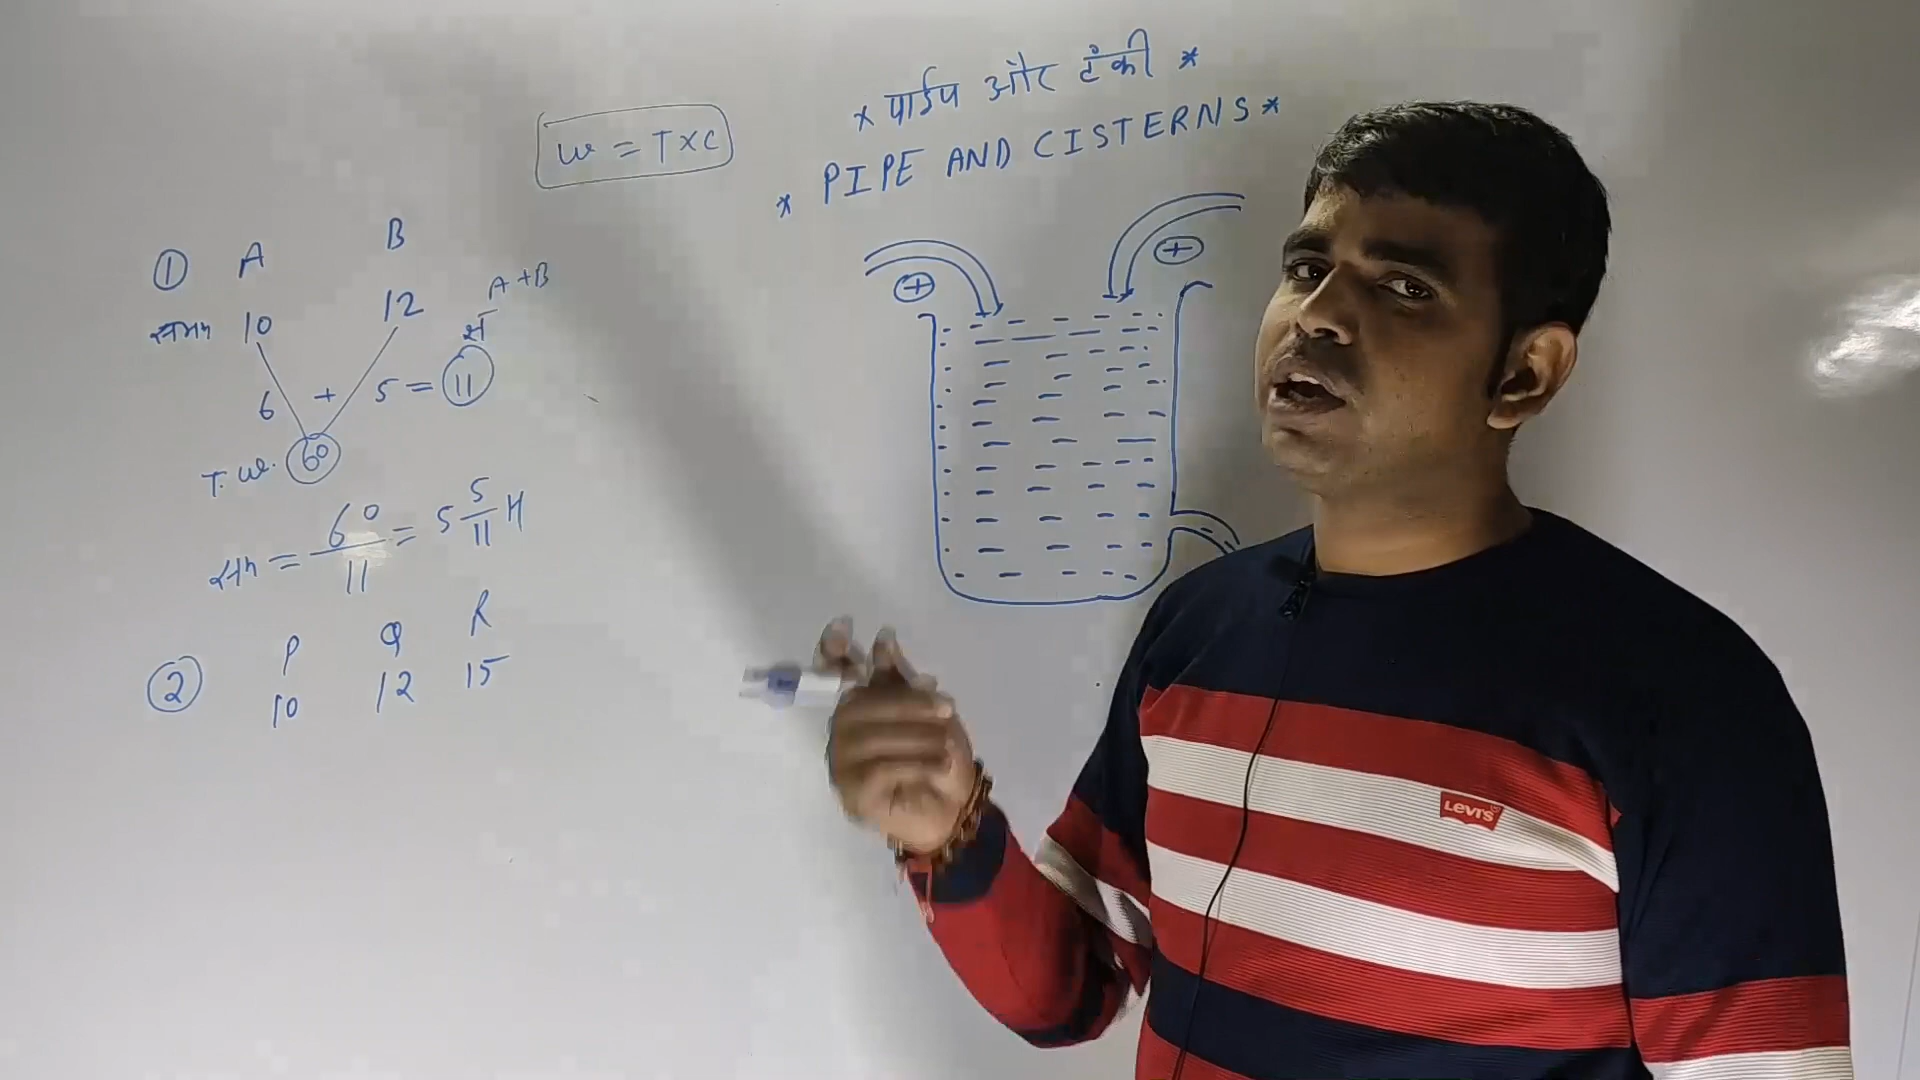 * पाईप और टंकी *
* PIPE AND CISTERNS *
W = T×C
① A B
समय 10 12
A+B
6 + 5 = 11
T.W. 60
समय = 60/11 = 5 5/11 H
② P Q R
10 12 15
+ +
Levi's